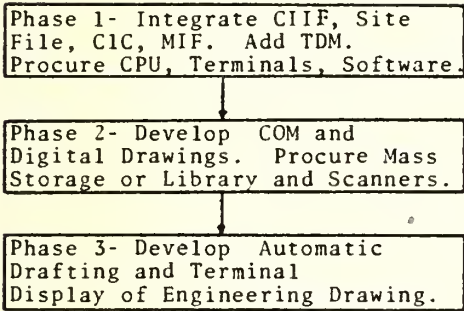 Phase 1- Integrate CIIF, Site
File, C1C, MIF. Add TDM.
Procure CPU, Terminals, Software.
Phase 2- Develop COM and
Digital Drawings. Procure Mass
Storage or Library and Scanners.
Phase 3- Develop Automatic
Drafting and Terminal
Display of Engineering Drawing.